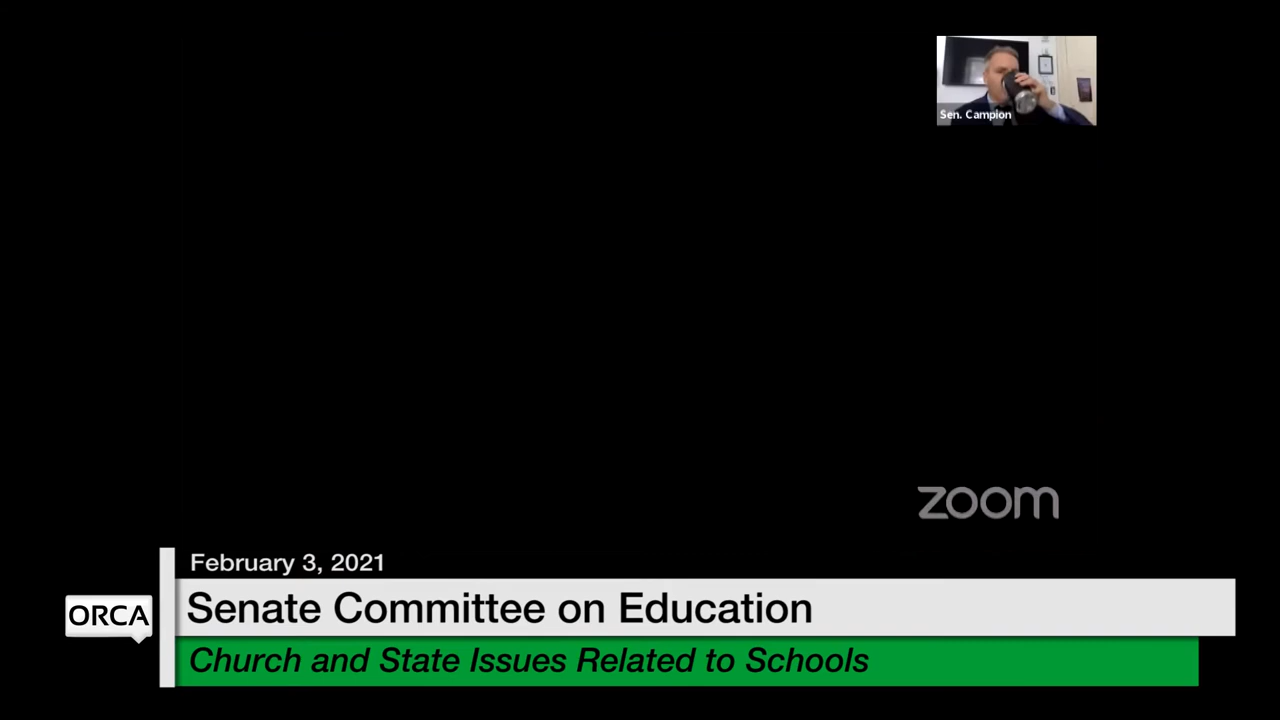 Sen. Campion
zoom
February 3, 2021
ORCA
Senate Committee on Education
Church and State Issues Related to Schools